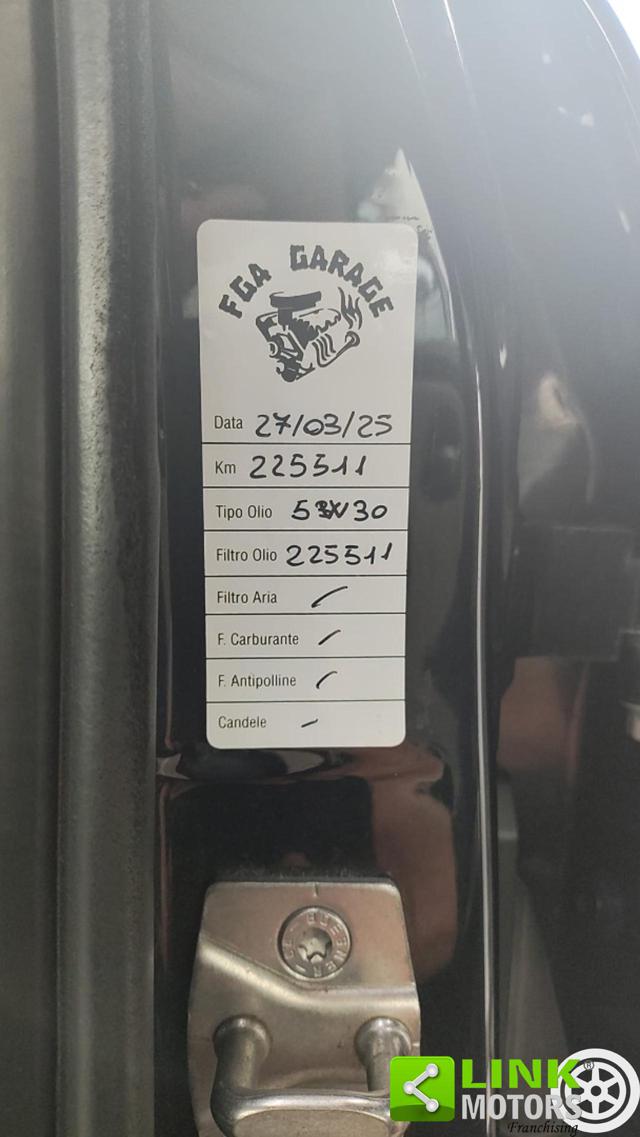 FGA GARAGE
Data 27/03/25
Km 225511
Tipo Olio 5W30
Filtro Olio 225511
Filtro Aria /
F. Carburante /
F. Antipolline /
Candele -
LINK
MOTORS
Franchising